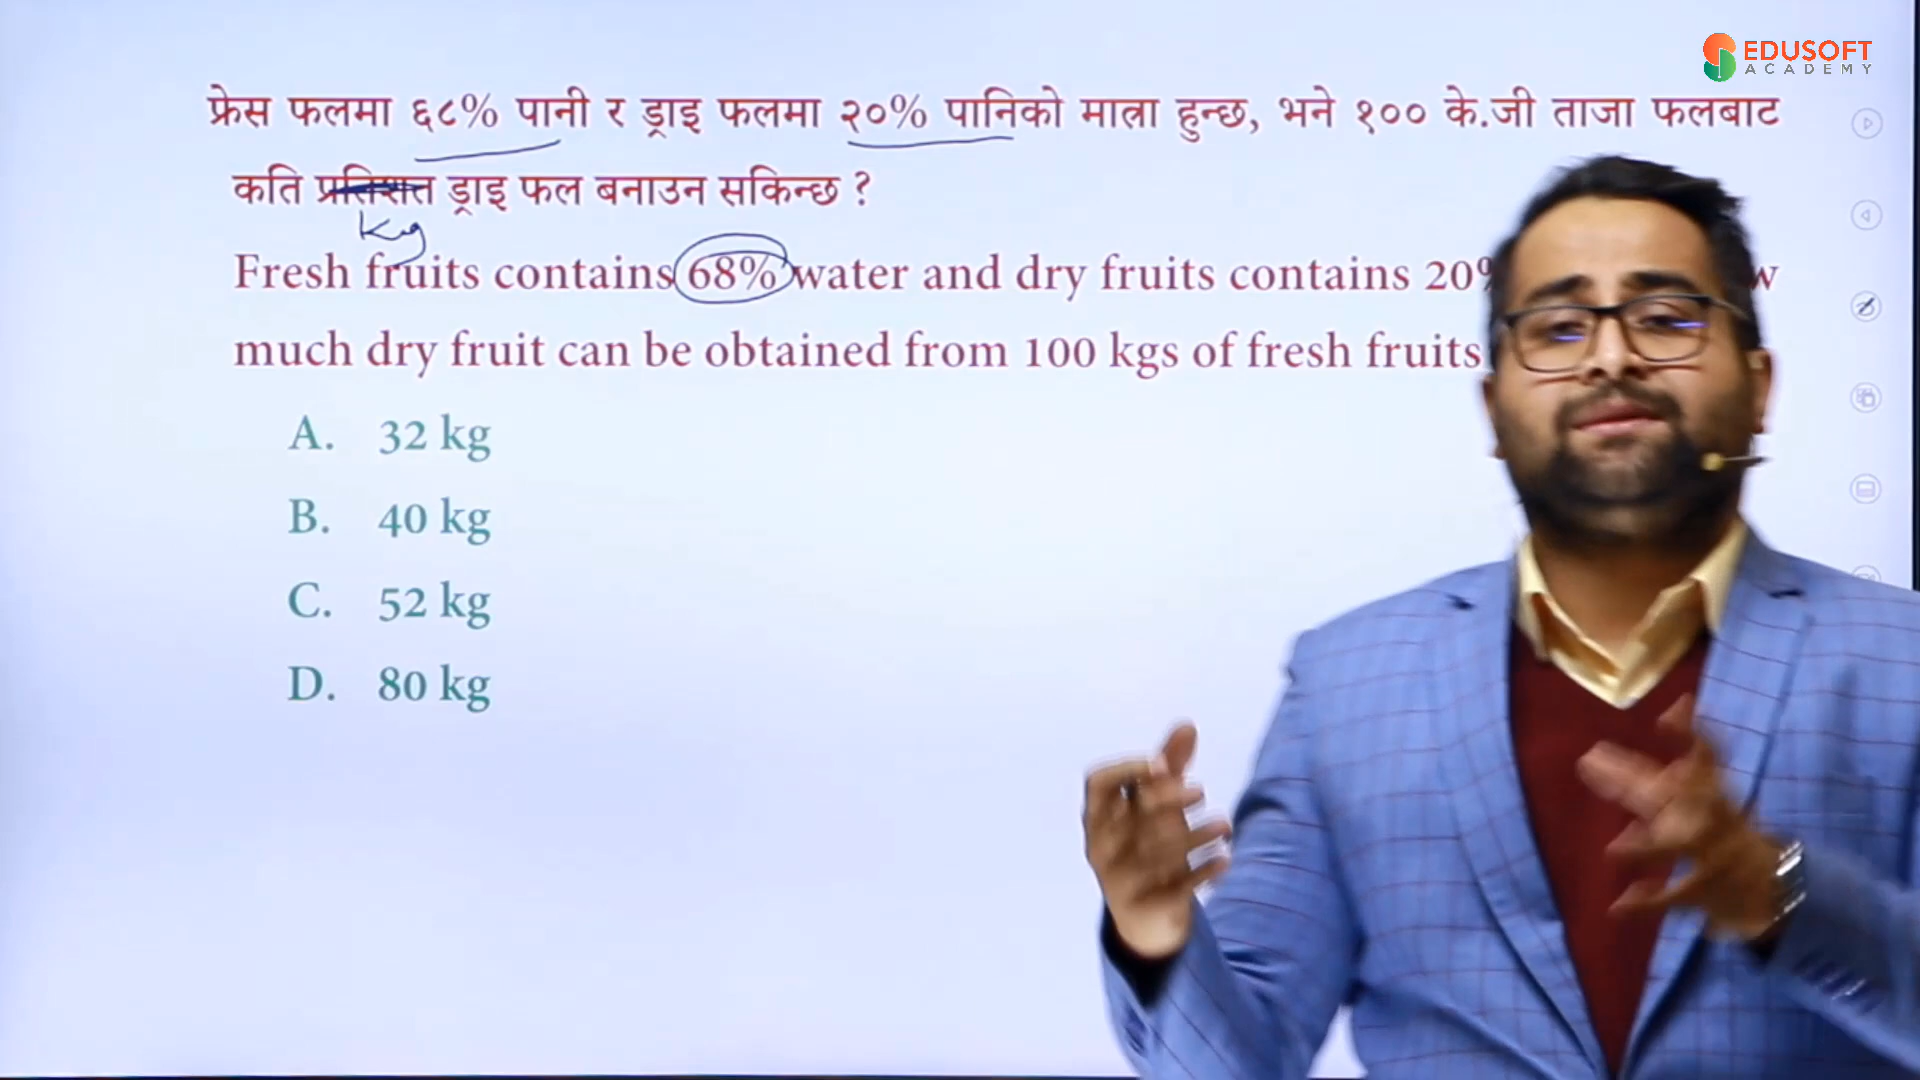 EDUSOFT
ACADEMY
फ्रेस फलमा ६८% पानी र ड्राइ फलमा २०% पानिको मात्रा हुन्छ, भने १०० के.जी ताजा फलबाट
कति प्रतिशत ड्राइ फल बनाउन सकिन्छ ?
Kg
Fresh fruits contains 68% water and dry fruits contains 20%
much dry fruit can be obtained from 100 kgs of fresh fruits
A. 32 kg
B. 40 kg
C. 52 kg
D. 80 kg